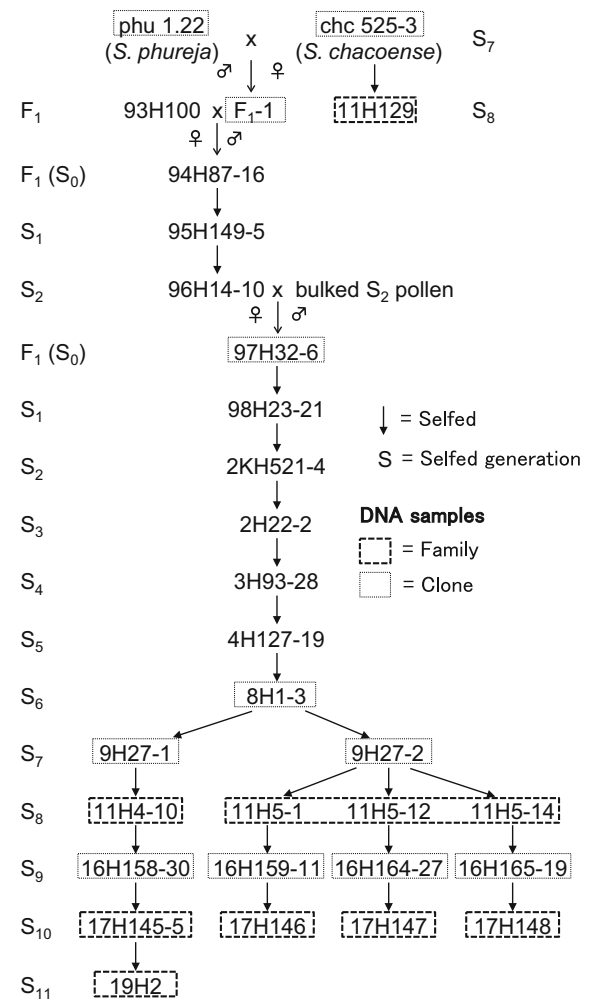 phu 1.22 x chc 525-3 S₇
(S. phureja) (S. chacoense)
♂ ♀
F₁ 93H100 x F₁-1 11H129 S₈
♀ ♂
F₁ (S₀) 94H87-16
S₁ 95H149-5
S₂ 96H14-10 x bulked S₂ pollen
♀ ♂
F₁ (S₀) 97H32-6
S₁ 98H23-21
= Selfed
S₂ 2KH521-4
S = Selfed generation
DNA samples
S₃ 2H22-2
= Family
S₄ 3H93-28
= Clone
S₅ 4H127-19
S₆ 8H1-3
S₇ 9H27-1 9H27-2
S₈ 11H4-10 11H5-1 11H5-12 11H5-14
S₉ 16H158-30 16H159-11 16H164-27 16H165-19
S₁₀ 17H145-5 17H146 17H147 17H148
S₁₁ 19H2